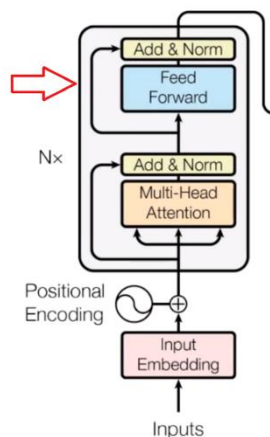 Add & Norm
Feed
Forward
N×
Add & Norm
Multi-Head
Attention
Positional
Encoding
Input
Embedding
Inputs